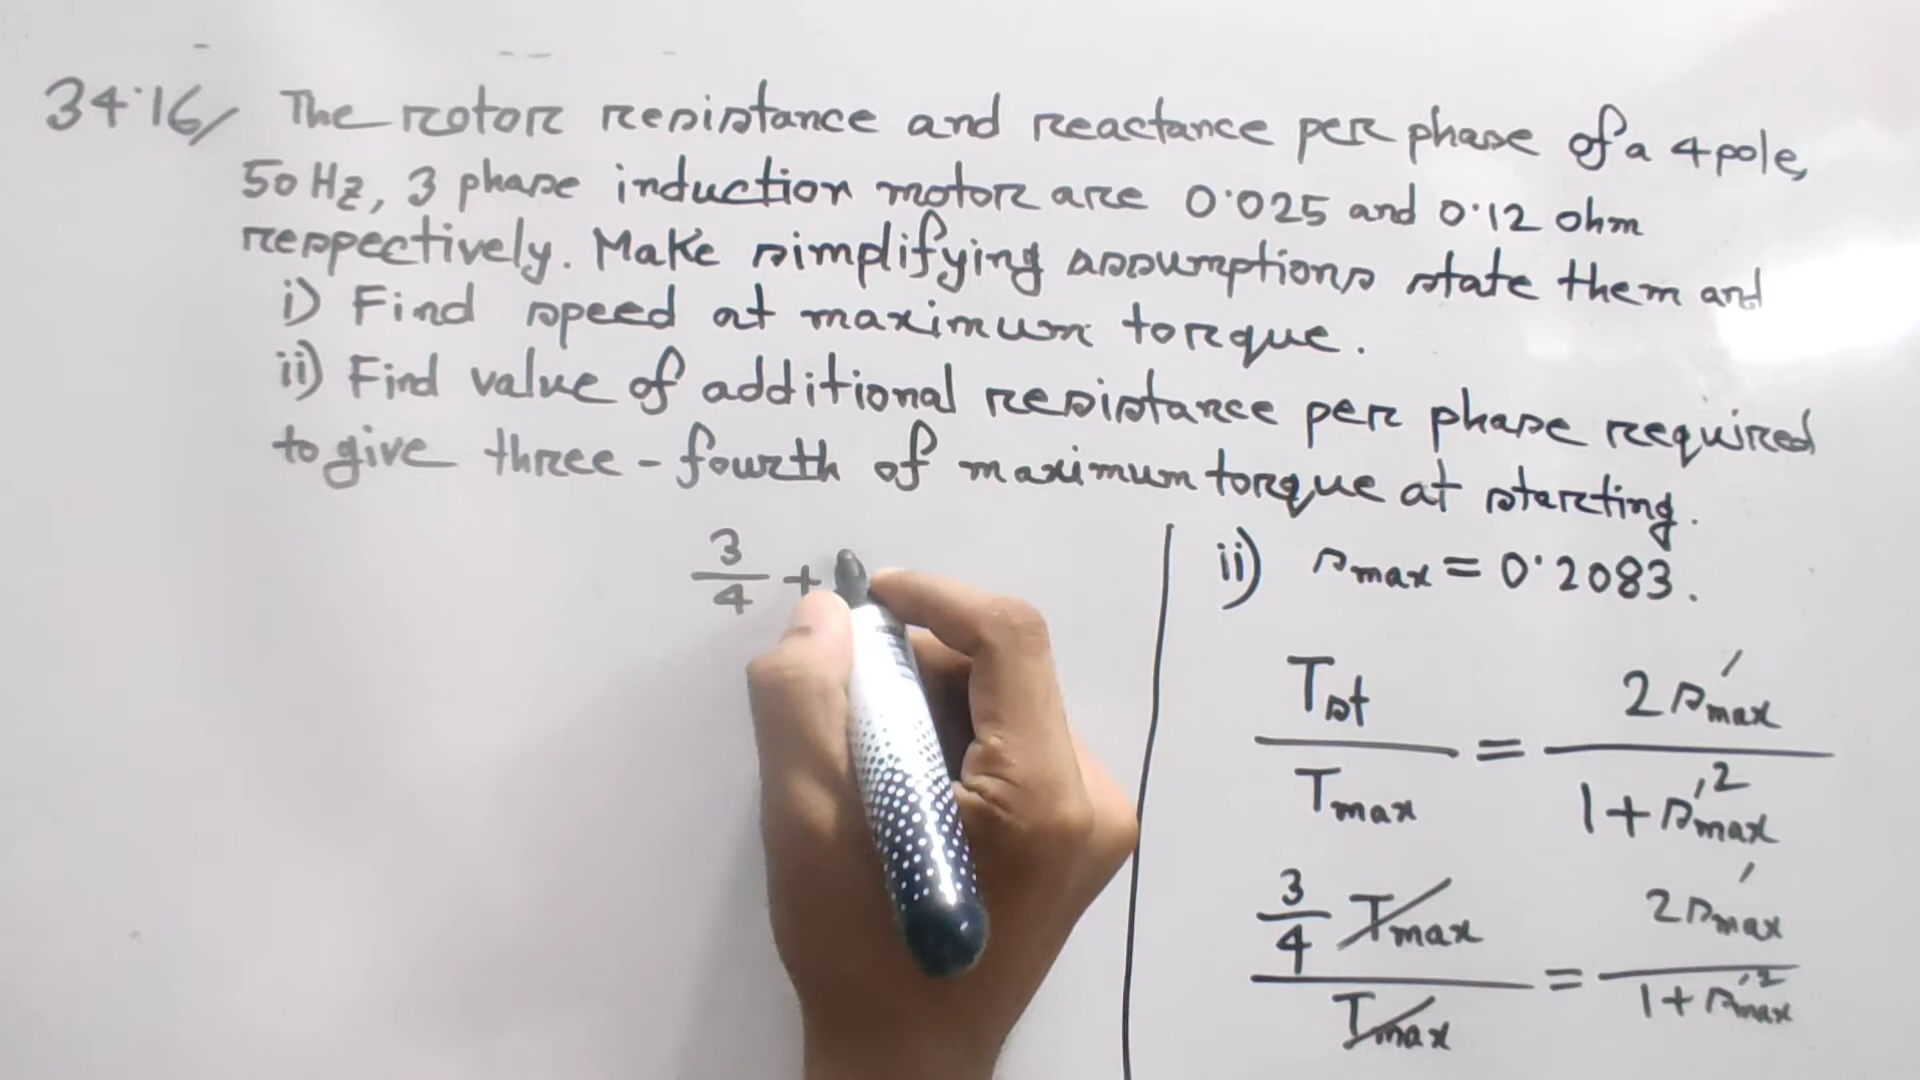 34.16/ The rotor resistance and reactance per phase of a 4 pole,
50 Hz, 3 phase induction motor are 0.025 and 0.12 ohm
respectively. Make simplifying assumptions state them and
i) Find speed at maximum torque.
ii) Find value of additional resistance per phase required
to give three-fourth of maximum torque at starting.
3/4 +
ii) smax = 0.2083.
Tst/Tmax = 2s'max/1+s'²max
3/4 Tmax/Tmax = 2s'max/1+s'²max